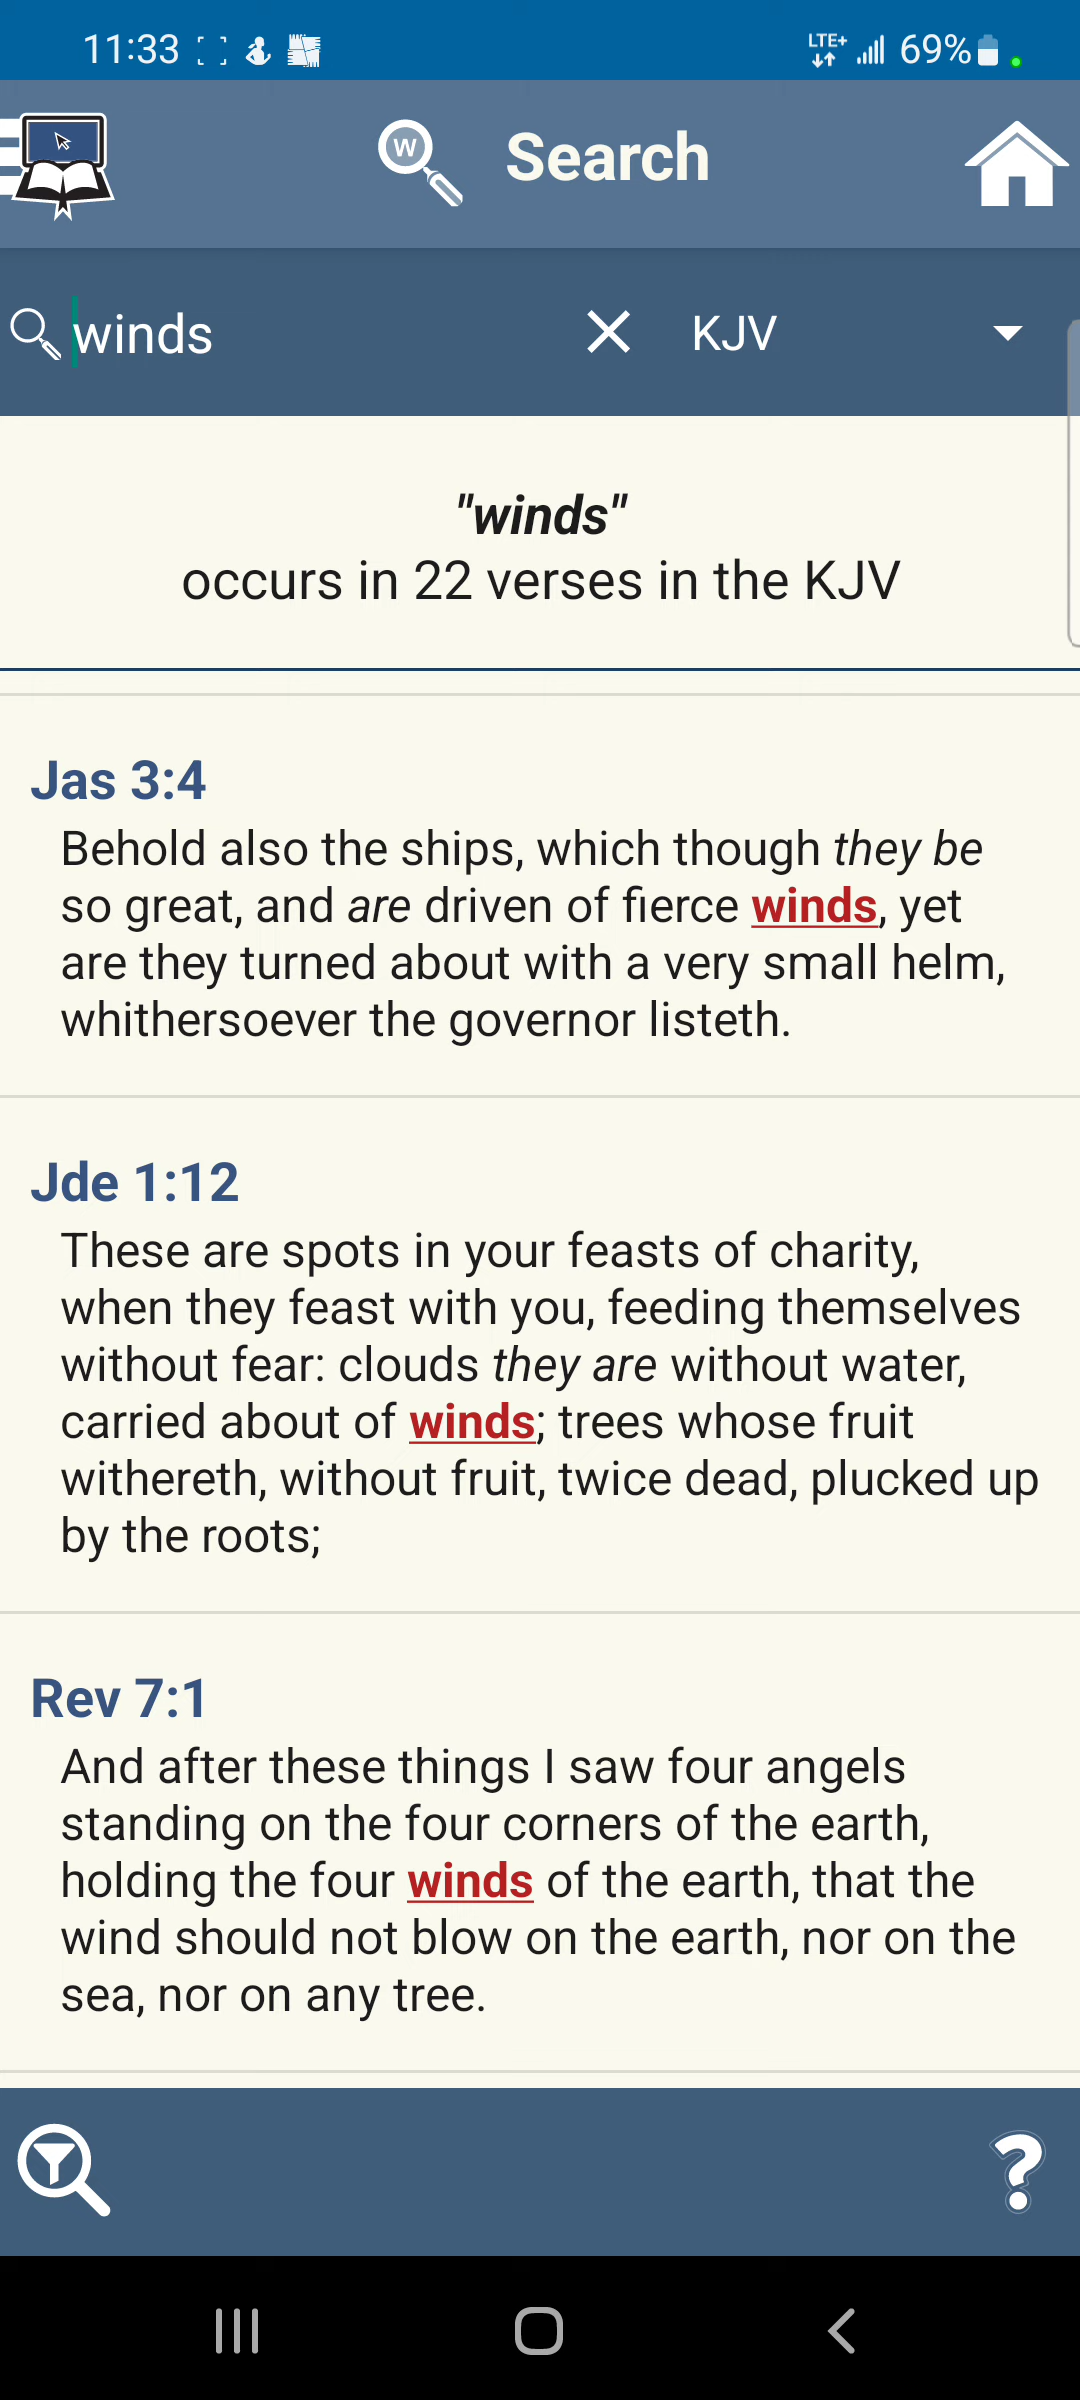 11:33
LTE+
69%
W
Search
winds
KJV
"winds"
occurs in 22 verses in the KJV
Jas 3:4
Behold also the ships, which though they be
so great, and are driven of fierce winds, yet
are they turned about with a very small helm,
whithersoever the governor listeth.
Jde 1:12
These are spots in your feasts of charity,
when they feast with you, feeding themselves
without fear: clouds they are without water,
carried about of winds; trees whose fruit
withereth, without fruit, twice dead, plucked up
by the roots;
Rev 7:1
And after these things I saw four angels
standing on the four corners of the earth,
holding the four winds of the earth, that the
wind should not blow on the earth, nor on the
sea, nor on any tree.
?